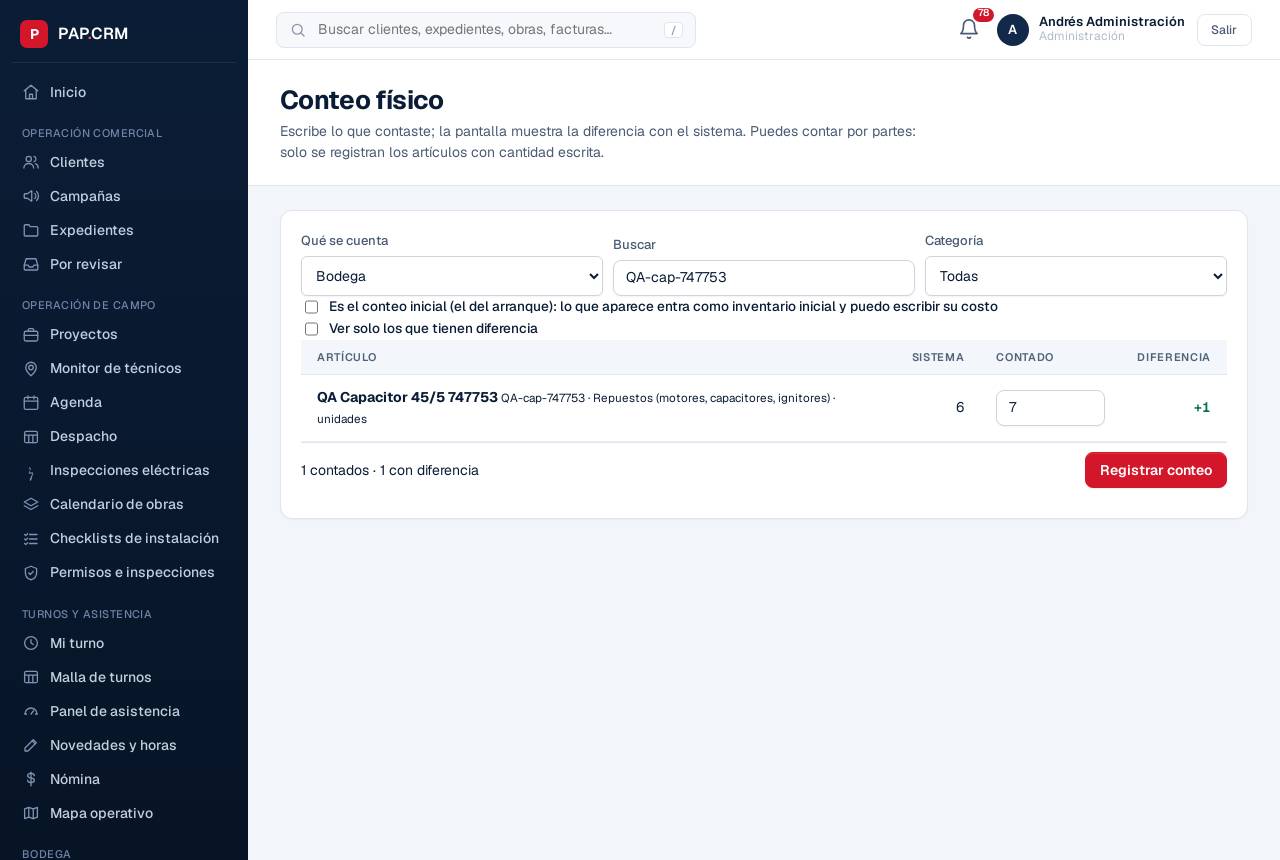 P PAP.CRM
Inicio
OPERACIÓN COMERCIAL
Clientes
Campañas
Expedientes
Por revisar
OPERACIÓN DE CAMPO
Proyectos
Monitor de técnicos
Agenda
Despacho
Inspecciones eléctricas
Calendario de obras
Checklists de instalación
Permisos e inspecciones
TURNOS Y ASISTENCIA
Mi turno
Malla de turnos
Panel de asistencia
Novedades y horas
Nómina
Mapa operativo
BODEGA
Buscar clientes, expedientes, obras, facturas... /
78
A
Andrés Administración
Administración
Salir
Conteo físico
Escribe lo que contaste; la pantalla muestra la diferencia con el sistema. Puedes contar por partes:
solo se registran los artículos con cantidad escrita.
Qué se cuenta
Bodega
Buscar
QA-cap-747753
Categoría
Todas
Es el conteo inicial (el del arranque): lo que aparece entra como inventario inicial y puedo escribir su costo
Ver solo los que tienen diferencia
ARTÍCULO SISTEMA CONTADO DIFERENCIA
QA Capacitor 45/5 747753 QA-cap-747753 · Repuestos (motores, capacitores, ignitores) ·
unidades
6 7 +1
1 contados · 1 con diferencia
Registrar conteo